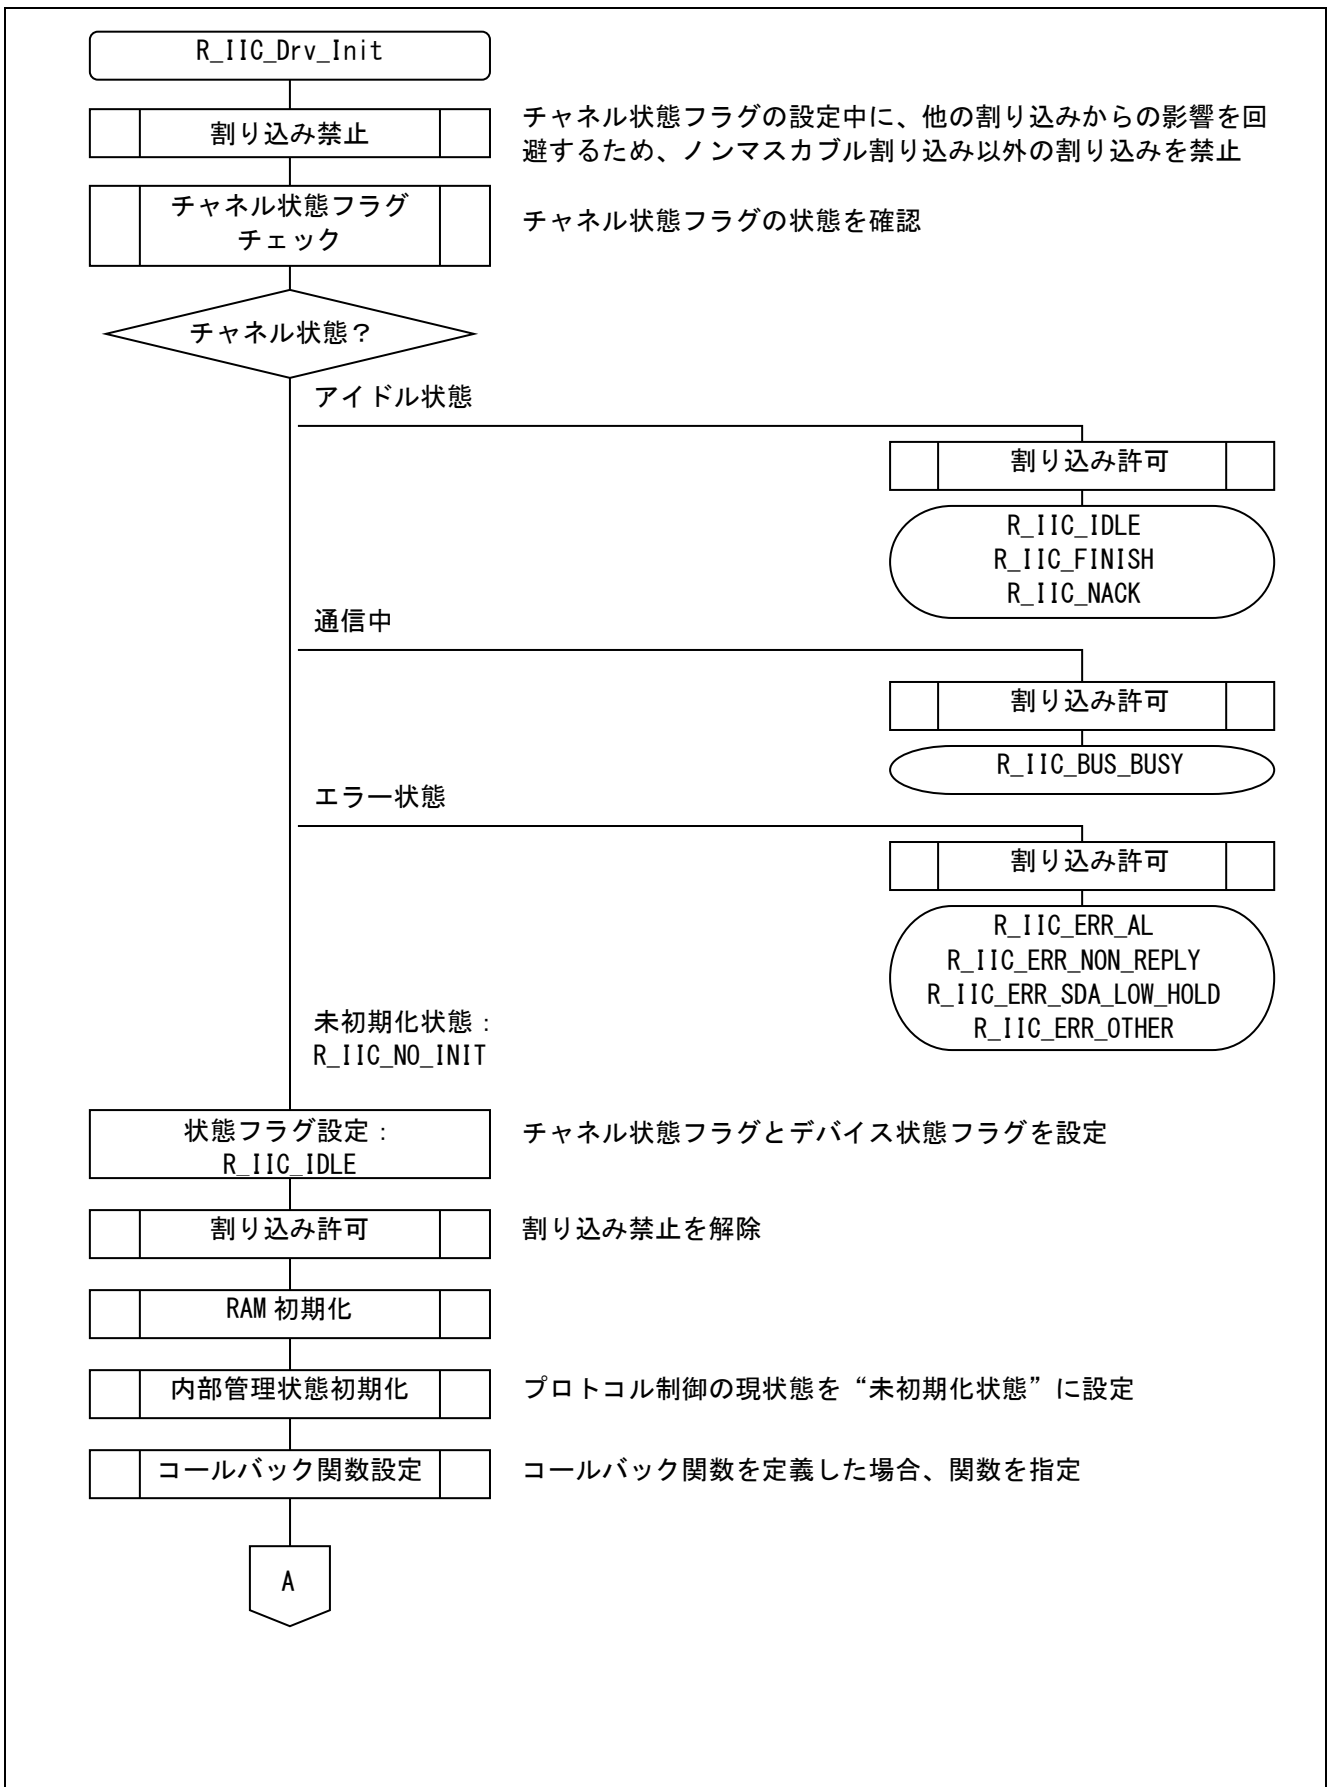 R_IIC_Drv_Init
割り込み禁止
チャネル状態フラグの設定中に、他の割り込みからの影響を回
避するため、ノンマスカブル割り込み以外の割り込みを禁止
チャネル状態フラグ
チェック
チャネル状態フラグの状態を確認
チャネル状態？
アイドル状態
割り込み許可
R_IIC_IDLE
R_IIC_FINISH
R_IIC_NACK
通信中
割り込み許可
R_IIC_BUS_BUSY
エラー状態
割り込み許可
R_IIC_ERR_AL
R_IIC_ERR_NON_REPLY
R_IIC_ERR_SDA_LOW_HOLD
R_IIC_ERR_OTHER
未初期化状態：
R_IIC_NO_INIT
状態フラグ設定：
R_IIC_IDLE
チャネル状態フラグとデバイス状態フラグを設定
割り込み許可
割り込み禁止を解除
RAM 初期化
内部管理状態初期化
プロトコル制御の現状態を“未初期化状態”に設定
コールバック関数設定
コールバック関数を定義した場合、関数を指定
A